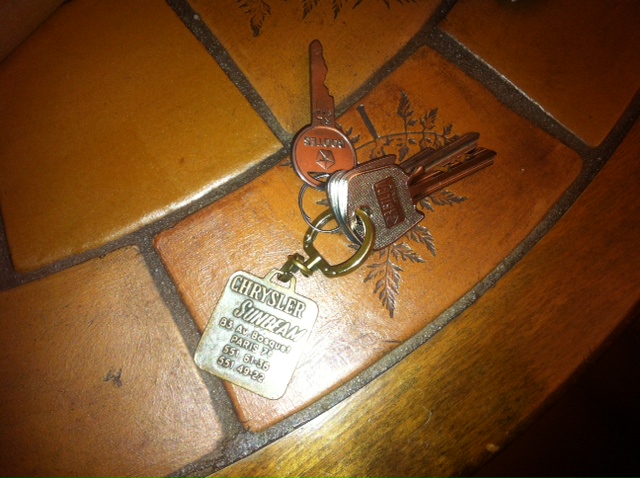 CHRYSLER
SUNBEAM
83 Av. Bosquet
PARIS 7e
551 61-36
551 49-22